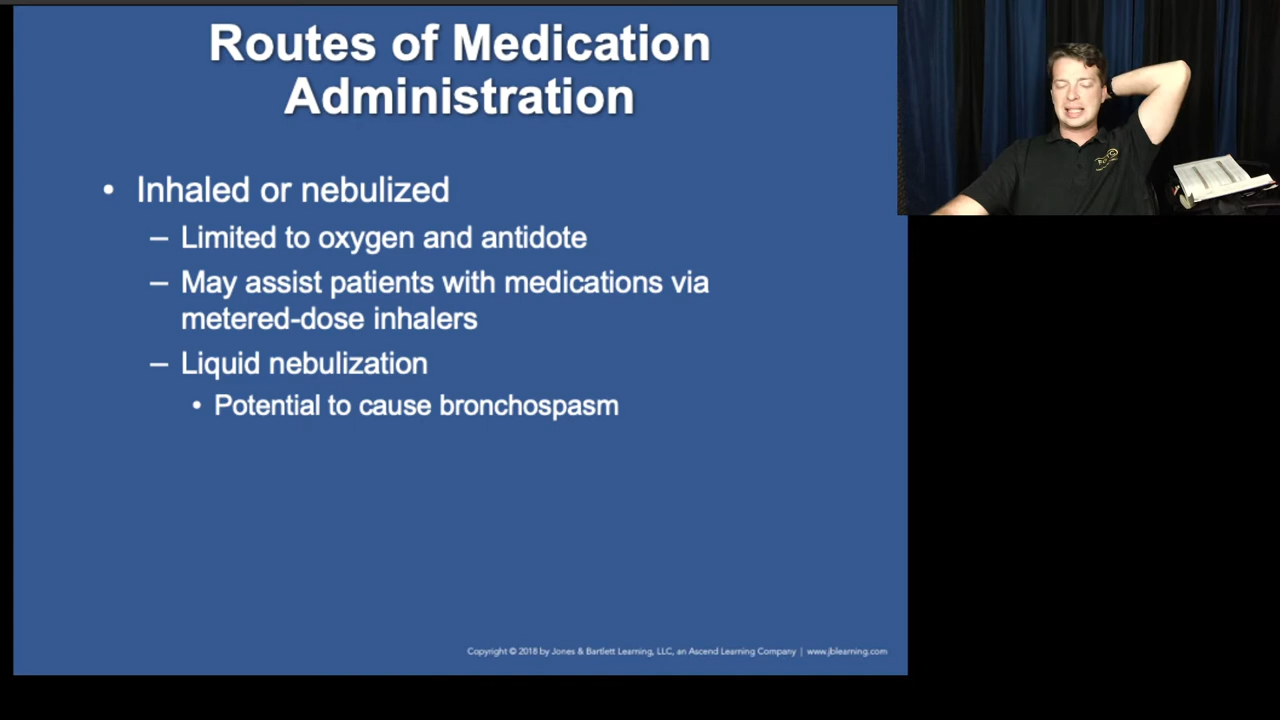 Routes of Medication
Administration
• Inhaled or nebulized
– Limited to oxygen and antidote
– May assist patients with medications via
metered-dose inhalers
– Liquid nebulization
• Potential to cause bronchospasm
Copyright © 2018 by Jones & Bartlett Learning, LLC, an Ascend Learning Company | www.jblearning.com